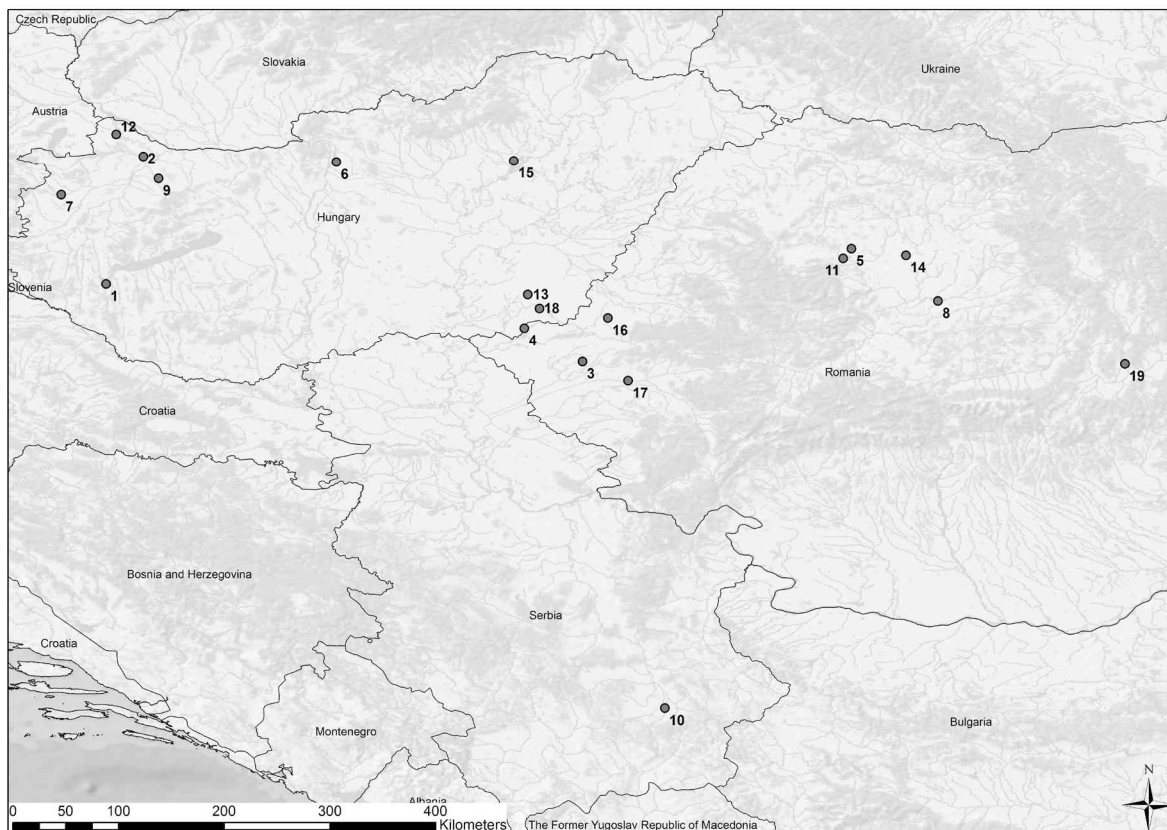 Czech Republic
Slovakia
Ukraine
Austria
12
2
9
6
15
7
Hungary
5
11
14
Slovenia
1
13
18
8
16
4
3
17
Romania
19
Croatia
Bosnia and Herzegovina
Serbia
Croatia
10
Montenegro
Bulgaria
N
Albania
0 50 100 200 300 400
Kilometers
The Former Yugoslav Republic of Macedonia